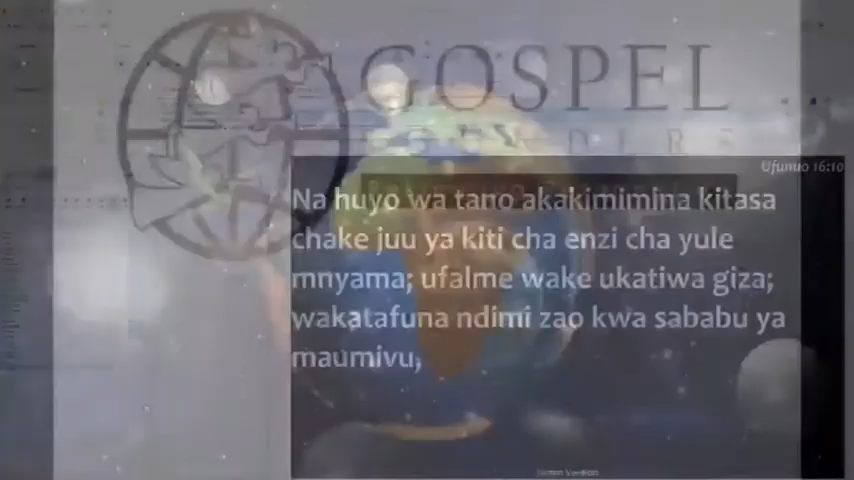 GOSPEL
Ufunuo 16:10
Na huyo wa tano akakimimina kitasa
chake juu ya kiti cha enzi cha yule
mnyama; ufalme wake ukatiwa giza;
wakatafuna ndimi zao kwa sababu ya
maumivu,